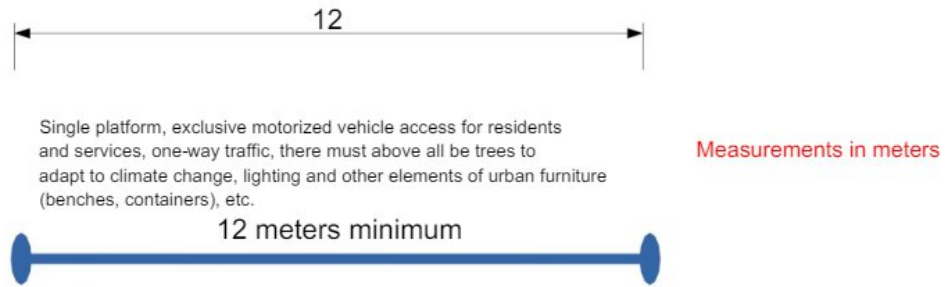 12
Single platform, exclusive motorized vehicle access for residents
and services, one-way traffic, there must above all be trees to
adapt to climate change, lighting and other elements of urban furniture
(benches, containers), etc.
Measurements in meters
12 meters minimum